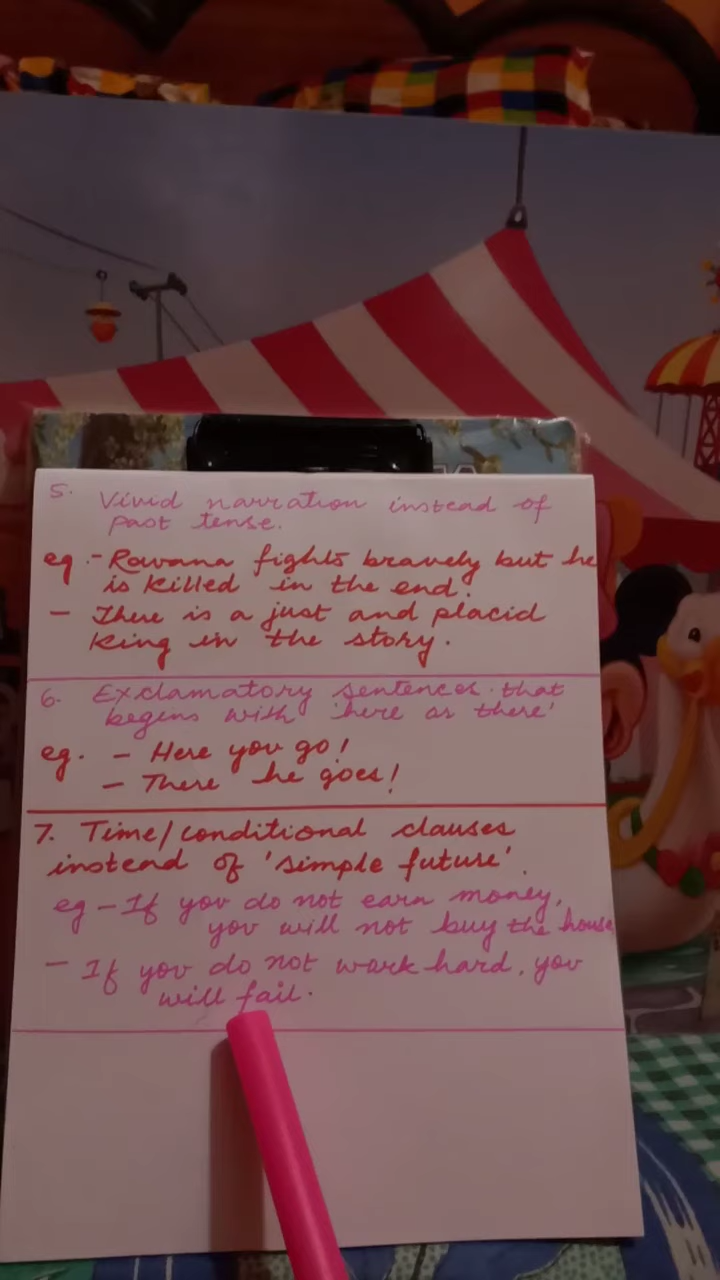 5. Vivid narration instead of
past tense.
eg - Ravana fights bravely but he
is killed in the end.
- There is a just and placid
king in the story.
6. Exclamatory sentences that
begins with 'here or there'
eg. - Here you go!
- There he goes!
7. Time/conditional clauses
instead of 'simple future'.
eg - If you do not earn money,
you will not buy the house
- If you do not work hard, you
will fail.